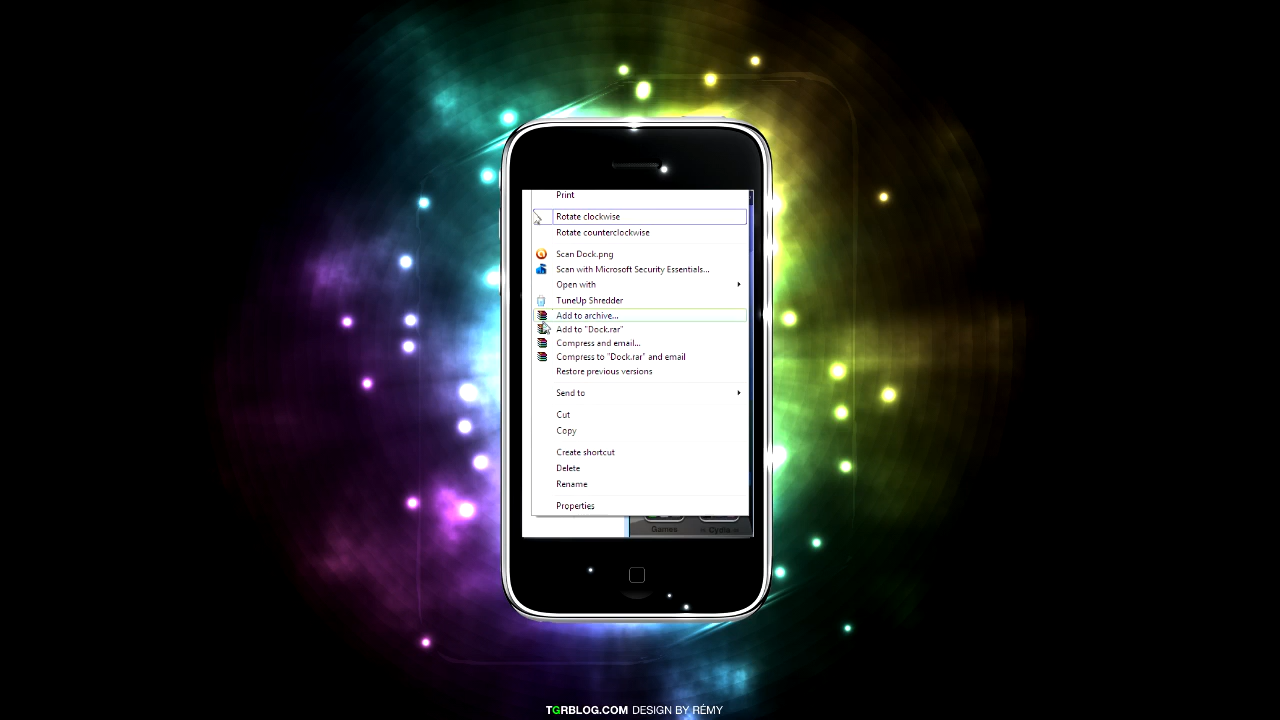 Print
Rotate clockwise
Rotate counterclockwise
Scan Dock.png
Scan with Microsoft Security Essentials...
Open with
TuneUp Shredder
Add to archive...
Add to "Dock.rar"
Compress and email...
Compress to "Dock.rar" and email
Restore previous versions
Send to
Cut
Copy
Create shortcut
Delete
Rename
Properties
Games
Cydia
TGRBLOG.COM DESIGN BY RÉMY